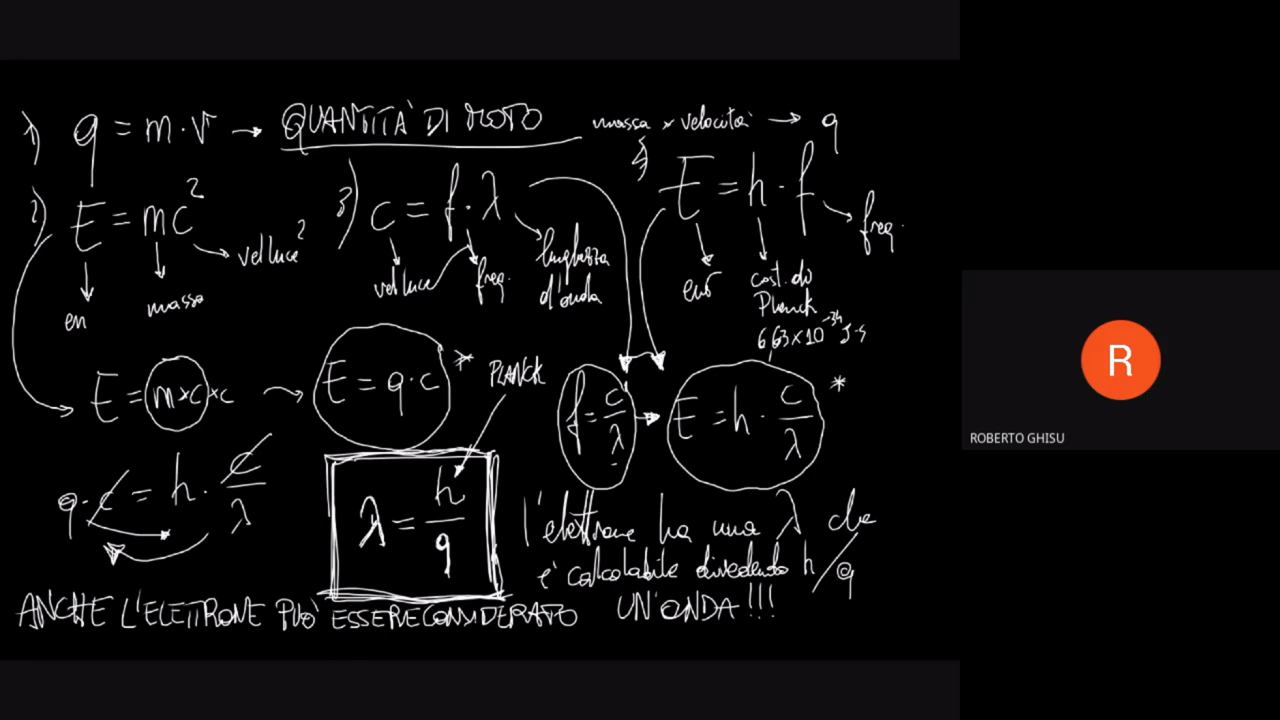 1) q = m · v → QUANTITÀ DI MOTO massa × velocità → q
2) E = mc²
en
massa
vel luce²
3) c = f · λ
vel luce
freq.
lunghezza
d'onda
4) E = h · f
freq.
cost. di
Planck
6,63×10⁻³⁴ J·s
E = m×c×c → E = q·c *
PLANCK
f = c/λ → E = h · c/λ *
q·c = h · c/λ
λ = h/q
l'elettrone ha una λ che
e' calcolabile dividendo h/q
ANCHE L'ELETTRONE PUO' ESSERE CONSIDERATO UN'ONDA!!!
R
ROBERTO GHISU